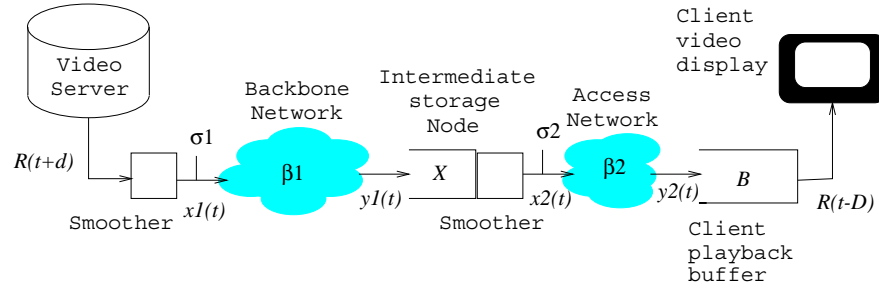 Video
Server
R(t+d)
Smoother
σ1
x1(t)
Backbone
Network
β1
y1(t)
Intermediate
storage
Node
X
Smoother
σ2
x2(t)
Access
Network
β2
y2(t)
B
Client
playback
buffer
R(t-D)
Client
video
display